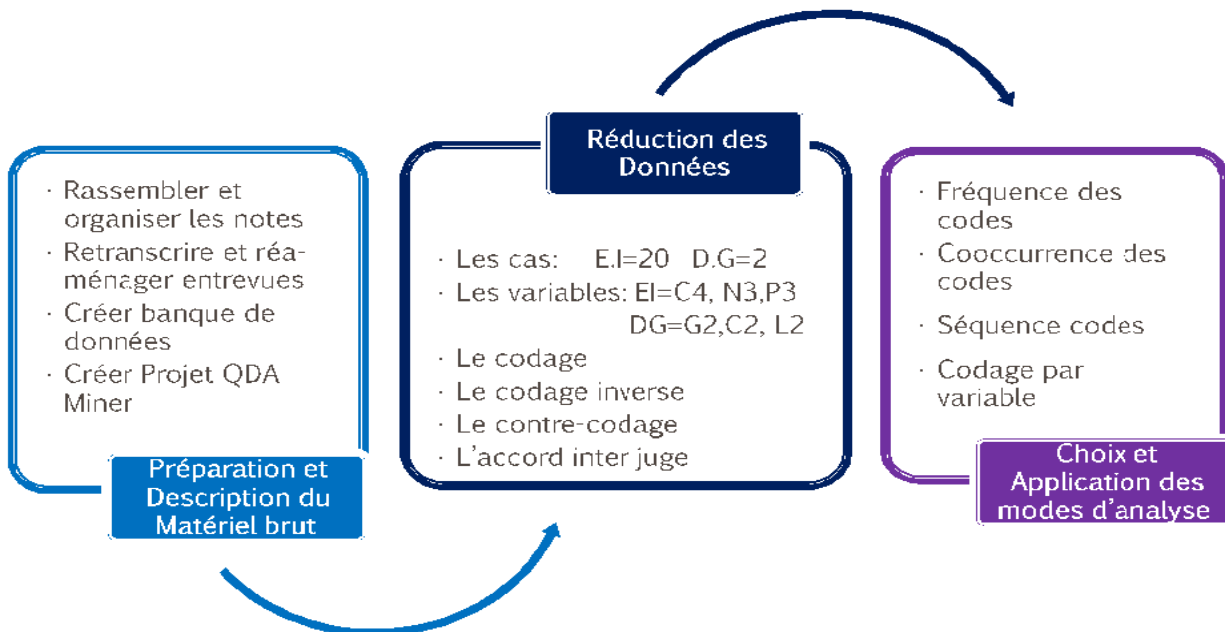 · Rassembler et
organiser les notes
· Retranscrire et réa-
ménager entrevues
· Créer banque de
données
· Créer Projet QDA
Miner
Préparation et
Description du
Matériel brut
Réduction des
Données
· Les cas: E.I=20 D.G=2
· Les variables: EI=C4, N3,P3
DG=G2,C2, L2
· Le codage
· Le codage inverse
· Le contre-codage
· L'accord inter juge
· Fréquence des
codes
· Cooccurrence des
codes
· Séquence codes
· Codage par
variable
Choix et
Application des
modes d'analyse